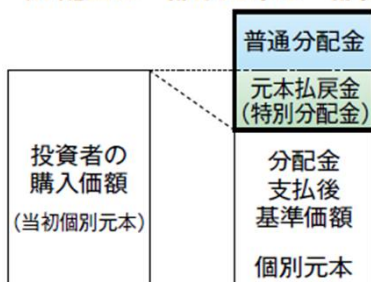 普通分配金
元本払戻金
(特別分配金)
投資者の
購入価額
(当初個別元本)
分配金
支払後
基準価額
個別元本